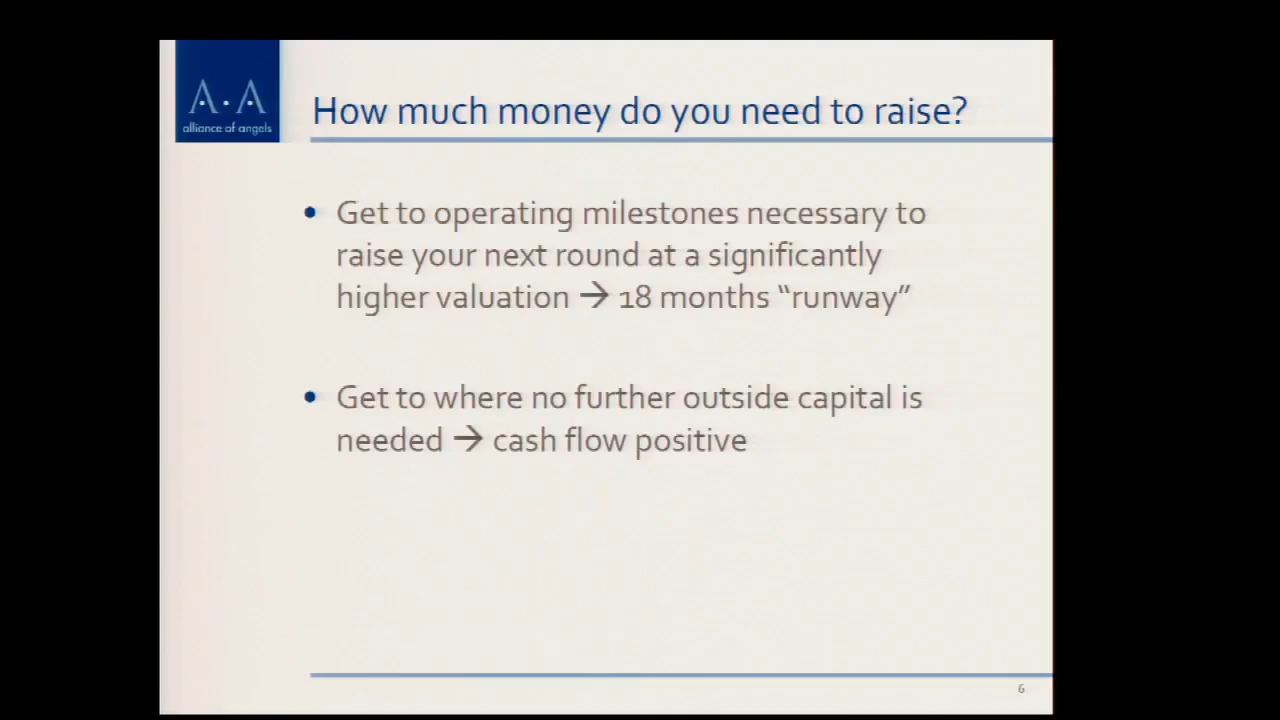 A.A
alliance of angels
How much money do you need to raise?
• Get to operating milestones necessary to
raise your next round at a significantly
higher valuation → 18 months “runway”
• Get to where no further outside capital is
needed → cash flow positive
6